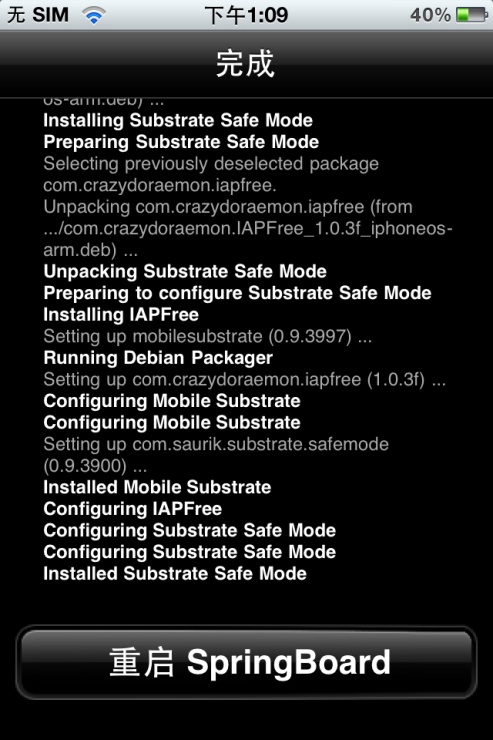 无 SIM 下午1:09 40%
完成
os-arm.deb) ...
Installing Substrate Safe Mode
Preparing Substrate Safe Mode
Selecting previously deselected package
com.crazydoraemon.iapfree.
Unpacking com.crazydoraemon.iapfree (from
.../com.crazydoraemon.IAPFree_1.0.3f_iphoneos-
arm.deb) ...
Unpacking Substrate Safe Mode
Preparing to configure Substrate Safe Mode
Installing IAPFree
Setting up mobilesubstrate (0.9.3997) ...
Running Debian Packager
Setting up com.crazydoraemon.iapfree (1.0.3f) ...
Configuring Mobile Substrate
Configuring Mobile Substrate
Setting up com.saurik.substrate.safemode
(0.9.3900) ...
Installed Mobile Substrate
Configuring IAPFree
Configuring Substrate Safe Mode
Configuring Substrate Safe Mode
Installed Substrate Safe Mode
重启 SpringBoard